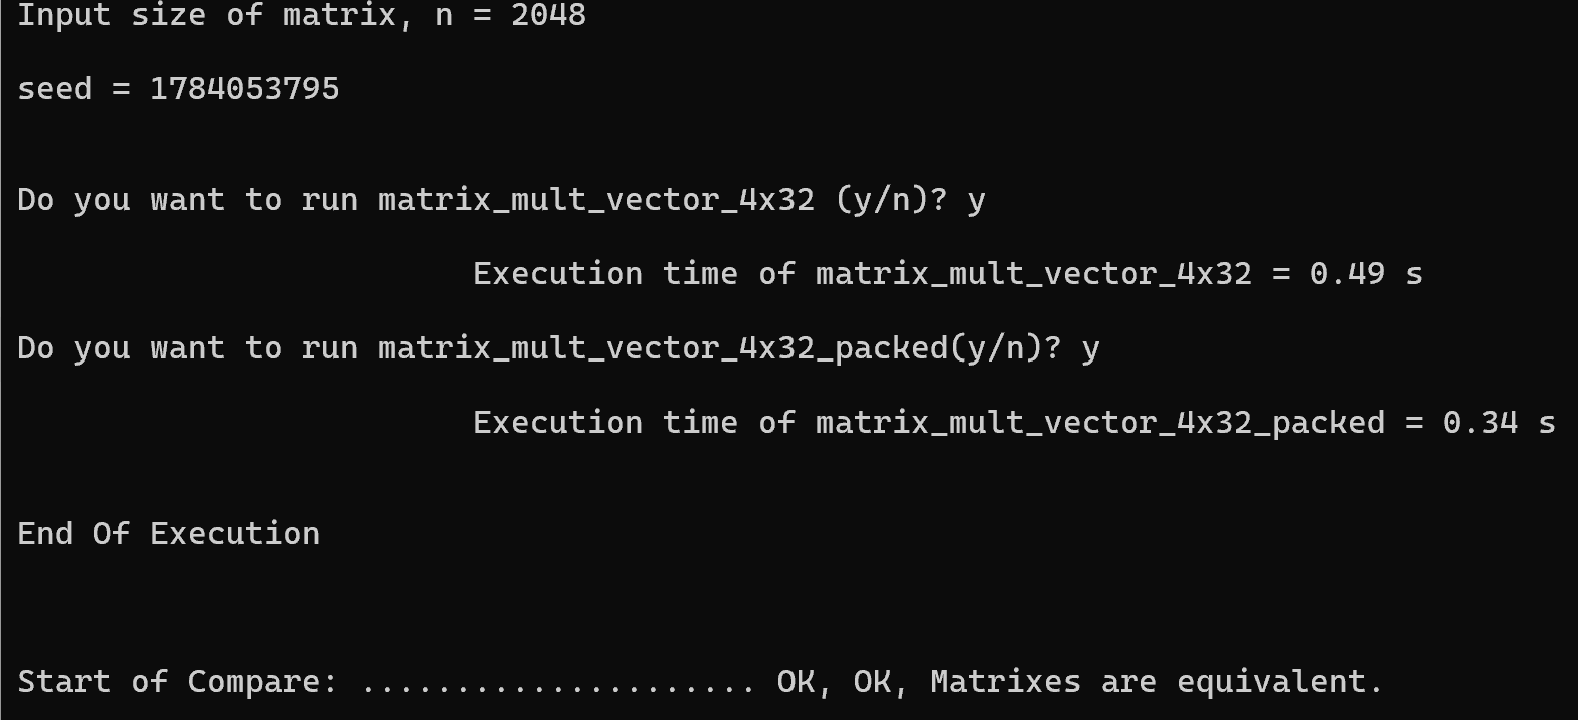 Input size of matrix, n = 2048
seed = 1784053795
Do you want to run matrix_mult_vector_4x32 (y/n)? y
Execution time of matrix_mult_vector_4x32 = 0.49 s
Do you want to run matrix_mult_vector_4x32_packed(y/n)? y
Execution time of matrix_mult_vector_4x32_packed = 0.34 s
End Of Execution
Start of Compare: ..................... OK, OK, Matrixes are equivalent.